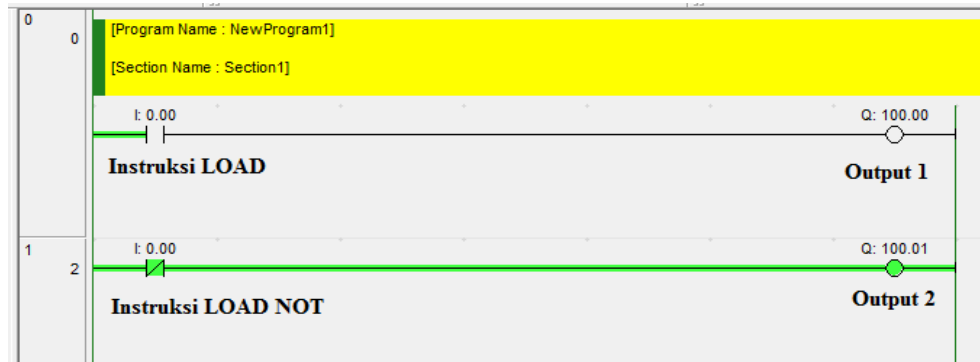 0
0
[Program Name : NewProgram1]
[Section Name : Section1]
I: 0.00
Q: 100.00
Instruksi LOAD
Output 1
1
2
I: 0.00
Q: 100.01
Instruksi LOAD NOT
Output 2